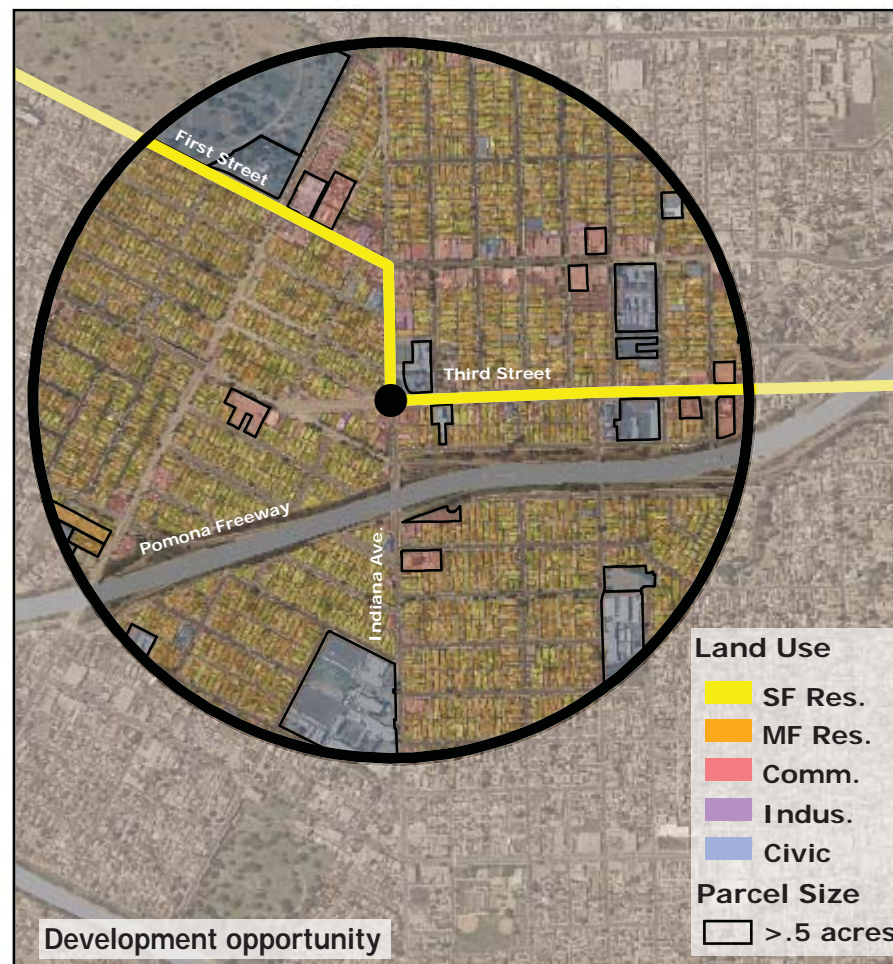 First Street
Third Street
Pomona Freeway
Indiana Ave.
Land Use
SF Res.
MF Res.
Comm.
Indus.
Civic
Parcel Size
>.5 acres
Development opportunity